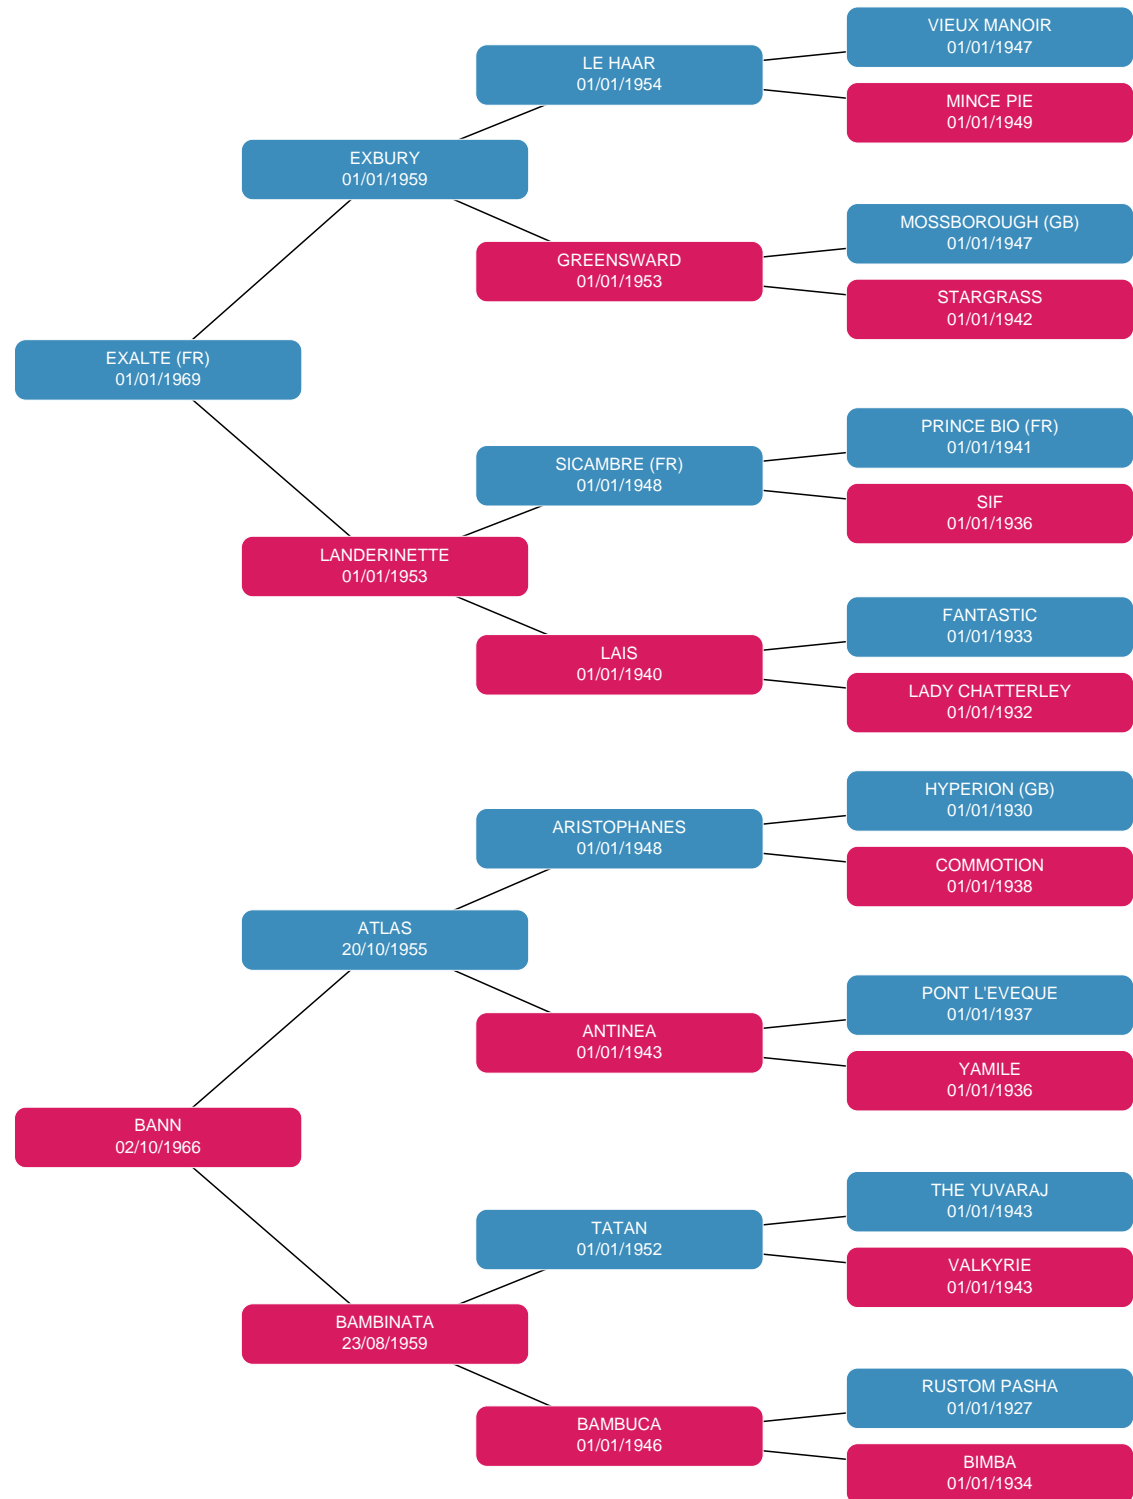 VIEUX MANOIR
01/01/1947
LE HAAR
01/01/1954
MINCE PIE
01/01/1949
EXBURY
01/01/1959
MOSSBOROUGH (GB)
01/01/1947
GREENSWARD
01/01/1953
STARGRASS
01/01/1942
EXALTE (FR)
01/01/1969
PRINCE BIO (FR)
01/01/1941
SICAMBRE (FR)
01/01/1948
SIF
01/01/1936
LANDERINETTE
01/01/1953
FANTASTIC
01/01/1933
LAIS
01/01/1940
LADY CHATTERLEY
01/01/1932
HYPERION (GB)
01/01/1930
ARISTOPHANES
01/01/1948
COMMOTION
01/01/1938
ATLAS
20/10/1955
PONT L'EVEQUE
01/01/1937
ANTINEA
01/01/1943
YAMILE
01/01/1936
BANN
02/10/1966
THE YUVARAJ
01/01/1943
TATAN
01/01/1952
VALKYRIE
01/01/1943
BAMBINATA
23/08/1959
RUSTOM PASHA
01/01/1927
BAMBUCA
01/01/1946
BIMBA
01/01/1934